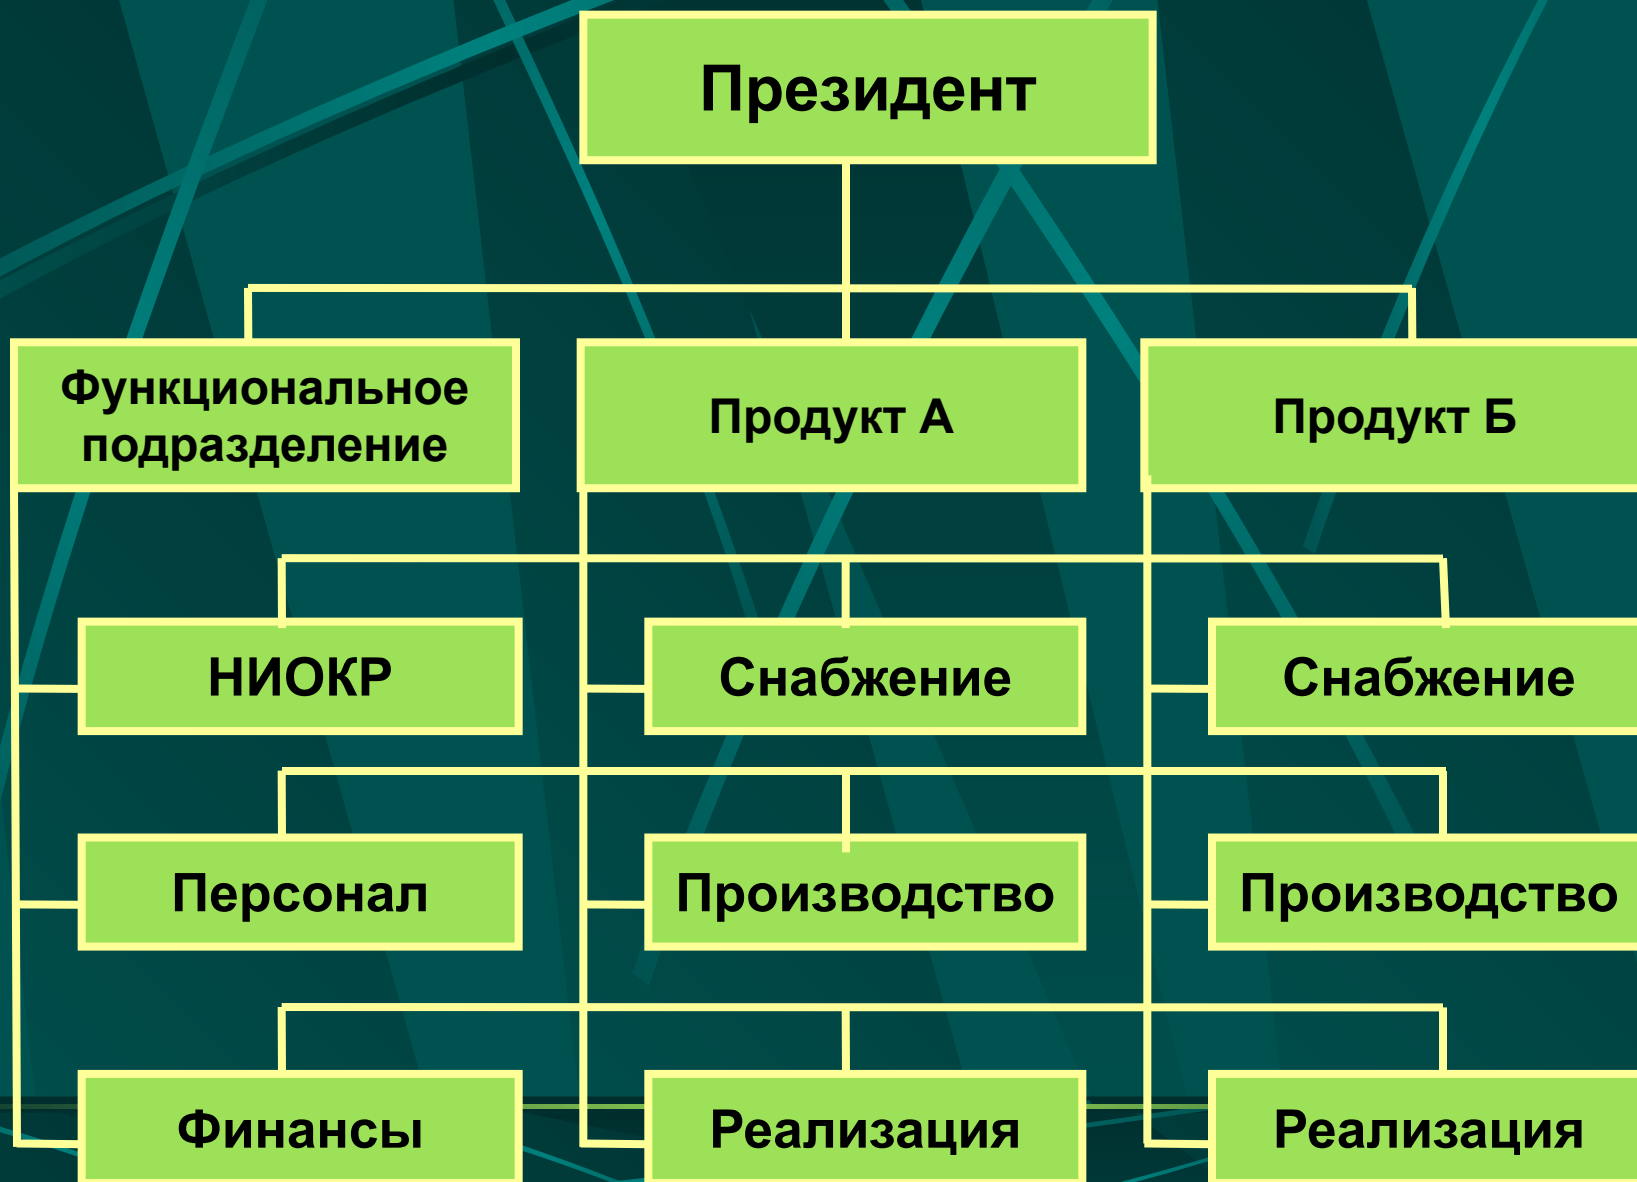 Президент
Функциональное
подразделение
Продукт А
Продукт Б
НИОКР
Снабжение
Снабжение
Персонал
Производство
Производство
Финансы
Реализация
Реализация